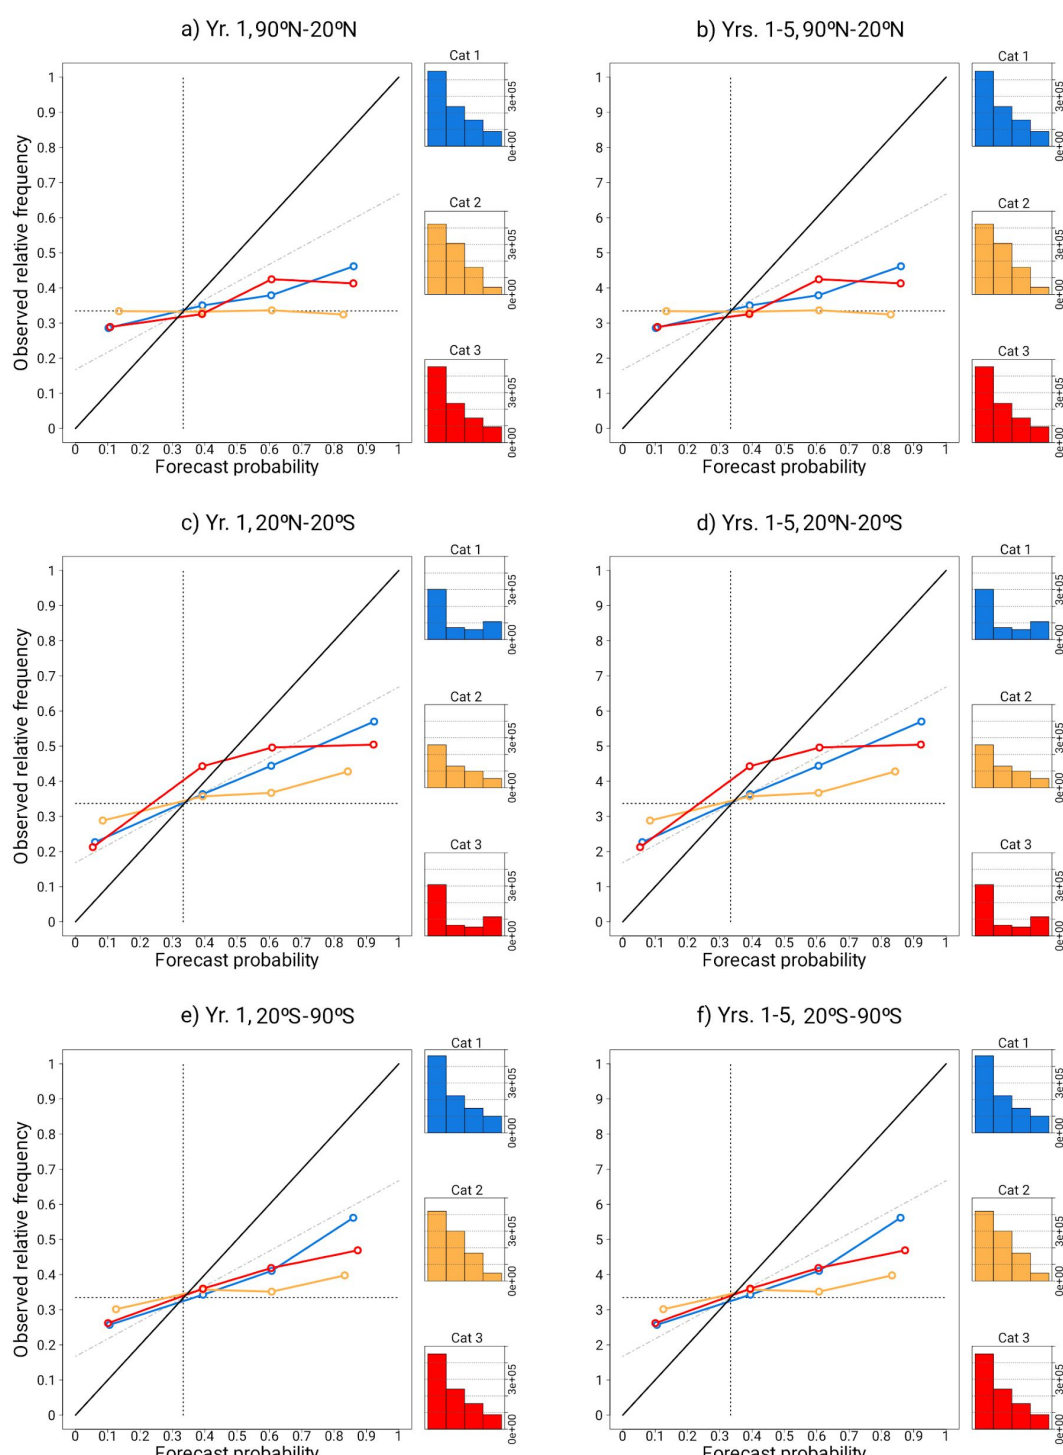 a) Yr. 1, 90ºN-20ºN
b) Yrs. 1-5, 90ºN-20ºN
Cat 1
1
0.9
0.8
0.7
0.6
0.5
0.4
0.3
0.2
0.1
0
Observed relative frequency
0 0.1 0.2 0.3 0.4 0.5 0.6 0.7 0.8 0.9 1
Forecast probability
3e+05
0e+00
Cat 2
3e+05
0e+00
Cat 3
3e+05
0e+00
1
9
8
7
6
5
4
3
2
1
0
0 0.1 0.2 0.3 0.4 0.5 0.6 0.7 0.8 0.9 1
Forecast probability
Cat 1
3e+05
0e+00
Cat 2
3e+05
0e+00
Cat 3
3e+05
0e+00
c) Yr. 1, 20ºN-20ºS
d) Yrs. 1-5, 20ºN-20ºS
1
0.9
0.8
0.7
0.6
0.5
0.4
0.3
0.2
0.1
0
Observed relative frequency
0 0.1 0.2 0.3 0.4 0.5 0.6 0.7 0.8 0.9 1
Forecast probability
Cat 1
3e+05
0e+00
Cat 2
3e+05
0e+00
Cat 3
3e+05
0e+00
1
9
8
7
6
5
4
3
2
1
0
0 0.1 0.2 0.3 0.4 0.5 0.6 0.7 0.8 0.9 1
Forecast probability
Cat 1
3e+05
0e+00
Cat 2
3e+05
0e+00
Cat 3
3e+05
0e+00
e) Yr. 1, 20ºS-90ºS
f) Yrs. 1-5, 20ºS-90ºS
1
0.9
0.8
0.7
0.6
0.5
0.4
0.3
0.2
0.1
0
Observed relative frequency
0 0.1 0.2 0.3 0.4 0.5 0.6 0.7 0.8 0.9 1
Forecast probability
Cat 1
3e+05
0e+00
Cat 2
3e+05
0e+00
Cat 3
3e+05
0e+00
1
9
8
7
6
5
4
3
2
1
0
0 0.1 0.2 0.3 0.4 0.5 0.6 0.7 0.8 0.9 1
Forecast probability
Cat 1
3e+05
0e+00
Cat 2
3e+05
0e+00
Cat 3
3e+05
0e+00